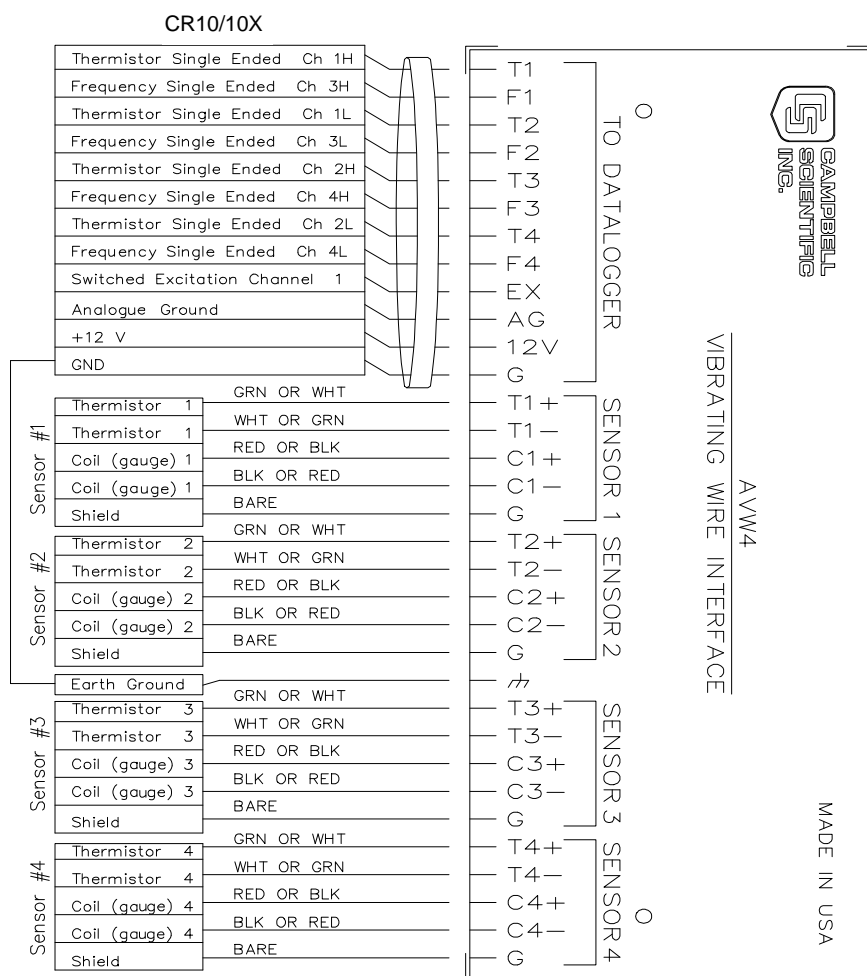 CR10/10X
Thermistor Single Ended Ch 1H
Frequency Single Ended Ch 3H
Thermistor Single Ended Ch 1L
Frequency Single Ended Ch 3L
Thermistor Single Ended Ch 2H
Frequency Single Ended Ch 4H
Thermistor Single Ended Ch 2L
Frequency Single Ended Ch 4L
Switched Excitation Channel 1
Analogue Ground
+12 V
GND
T1
F1
T2
F2
T3
F3
T4
F4
EX
AG
12V
G
TO DATALOGGER
Sensor #1
Thermistor 1 GRN OR WHT T1+
Thermistor 1 WHT OR GRN T1−
Coil (gauge) 1 RED OR BLK C1+
Coil (gauge) 1 BLK OR RED C1−
Shield BARE G
SENSOR 1
Sensor #2
Thermistor 2 GRN OR WHT T2+
Thermistor 2 WHT OR GRN T2−
Coil (gauge) 2 RED OR BLK C2+
Coil (gauge) 2 BLK OR RED C2−
Shield BARE G
SENSOR 2
Earth Ground
Sensor #3
Thermistor 3 GRN OR WHT T3+
Thermistor 3 WHT OR GRN T3−
Coil (gauge) 3 RED OR BLK C3+
Coil (gauge) 3 BLK OR RED C3−
Shield BARE G
SENSOR 3
Sensor #4
Thermistor 4 GRN OR WHT T4+
Thermistor 4 WHT OR GRN T4−
Coil (gauge) 4 RED OR BLK C4+
Coil (gauge) 4 BLK OR RED C4−
Shield BARE G
SENSOR 4
CAMPBELL
SCIENTIFIC
INC.
AVW4
VIBRATING WIRE INTERFACE
MADE IN USA